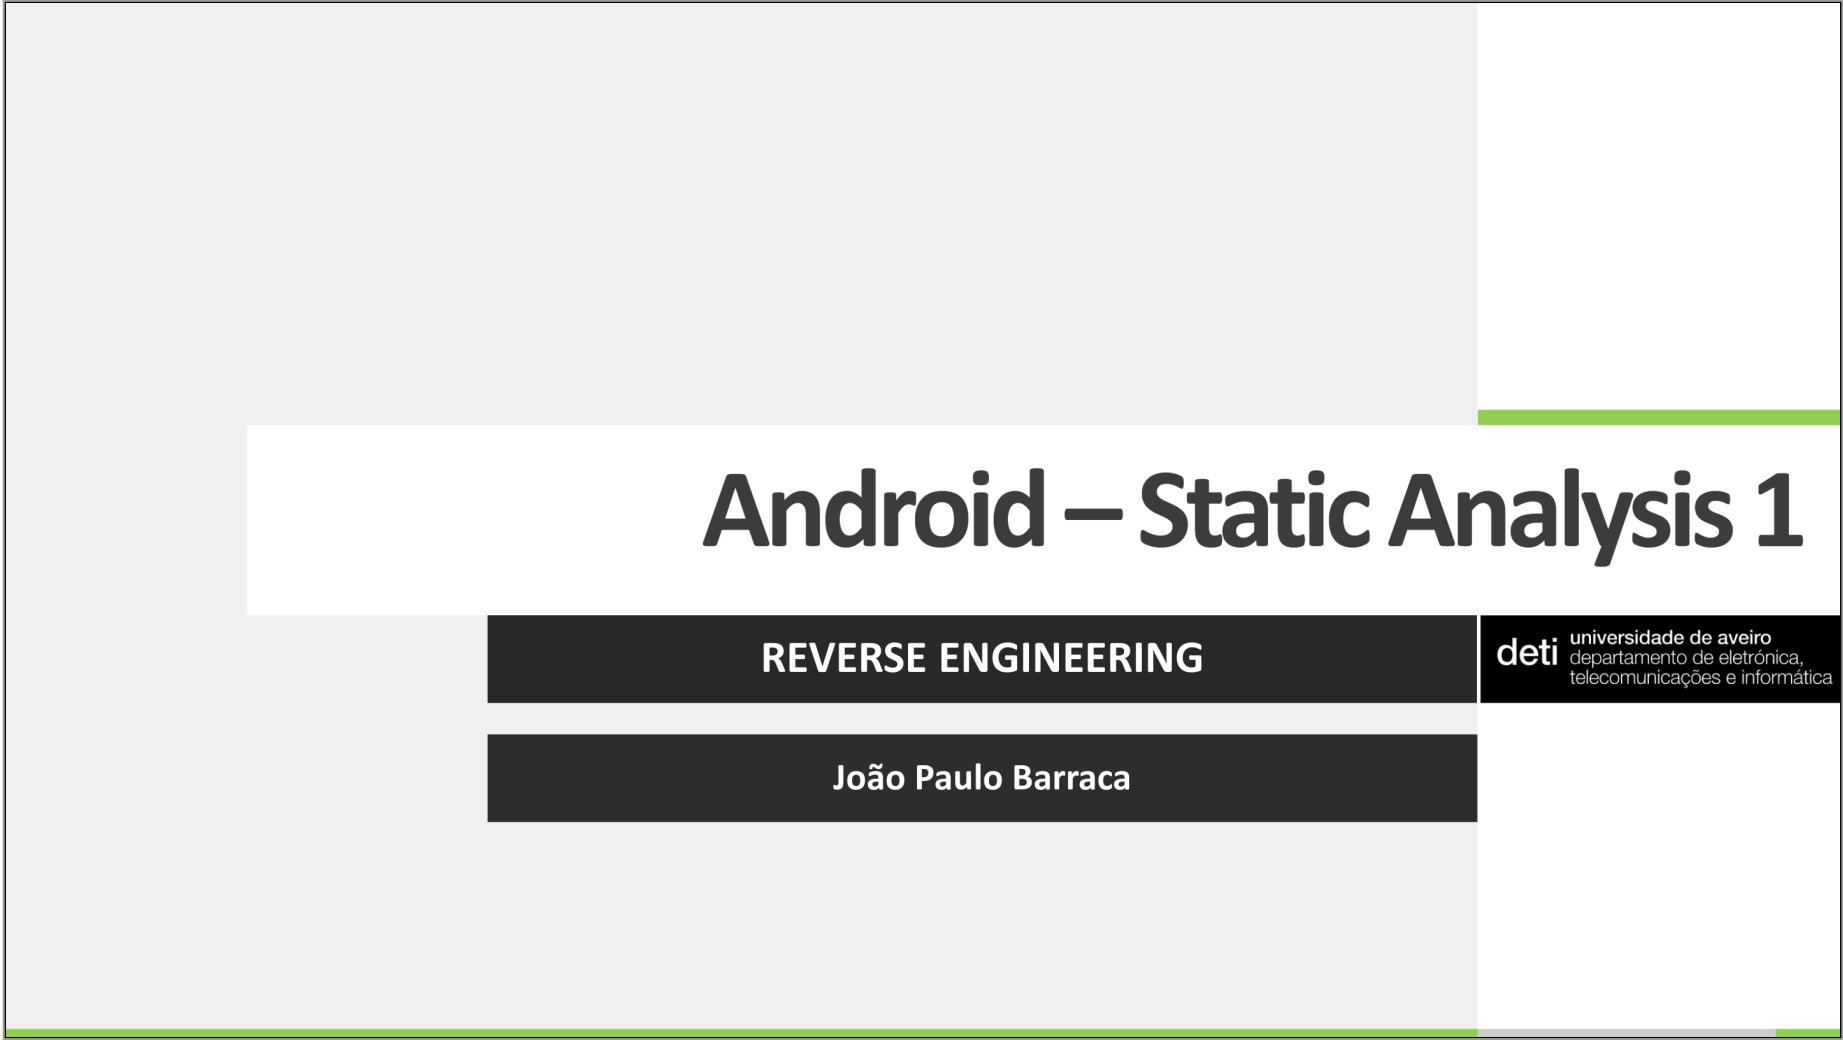 Android – Static Analysis 1
REVERSE ENGINEERING
deti
universidade de aveiro
departamento de eletrónica,
telecomunicações e informática
João Paulo Barraca